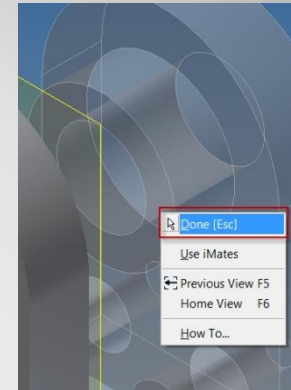 Done [Esc]
Use iMates
Previous View F5
Home View F6
How To...